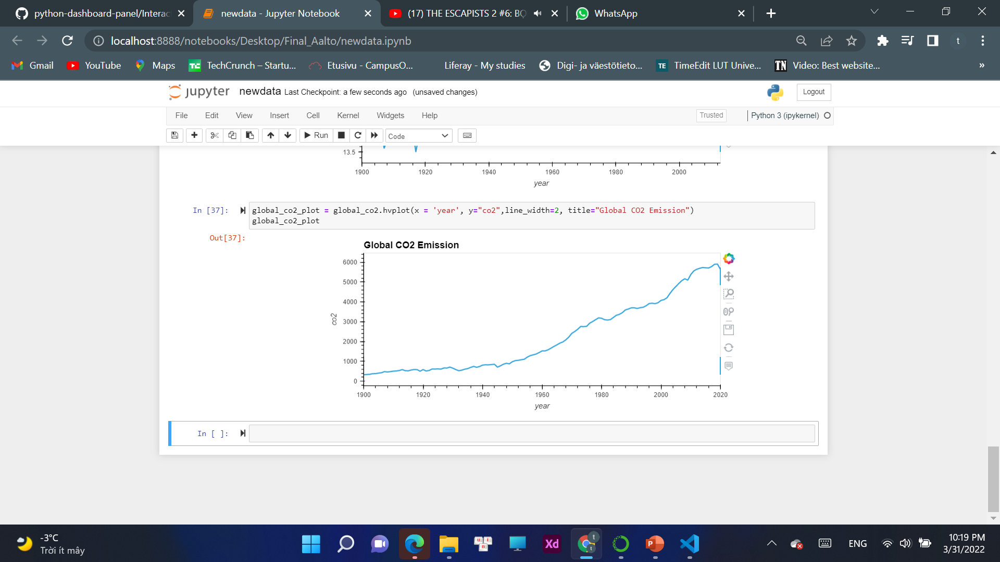 python-dashboard-panel/Interac
newdata - Jupyter Notebook
(17) THE ESCAPISTS 2 #6: BỌ
WhatsApp
localhost:8888/notebooks/Desktop/Final_Aalto/newdata.ipynb
t
Gmail
YouTube
Maps
TC
TechCrunch – Startu...
Etusivu - CampusO...
Liferay - My studies
Digi- ja väestötieto...
TE
TimeEdit LUT Unive...
TN
Video: Best website...
»
jupyter
newdata Last Checkpoint: a few seconds ago (unsaved changes)
Logout
File
Edit
View
Insert
Cell
Kernel
Widgets
Help
Trusted
Python 3 (ipykernel)
Run
Code
13.5
1900 1920 1940 1960 1980 2000
year
In [37]:
global_co2_plot = global_co2.hvplot(x = 'year', y="co2",line_width=2, title="Global CO2 Emission")
global_co2_plot
Out[37]:
Global CO2 Emission
6000
5000
4000
3000
2000
1000
0
co2
1900 1920 1940 1960 1980 2000 2020
year
In [ ]:
-3°C
Trời ít mây
Xd
t
t
P
ENG
10:19 PM
3/31/2022